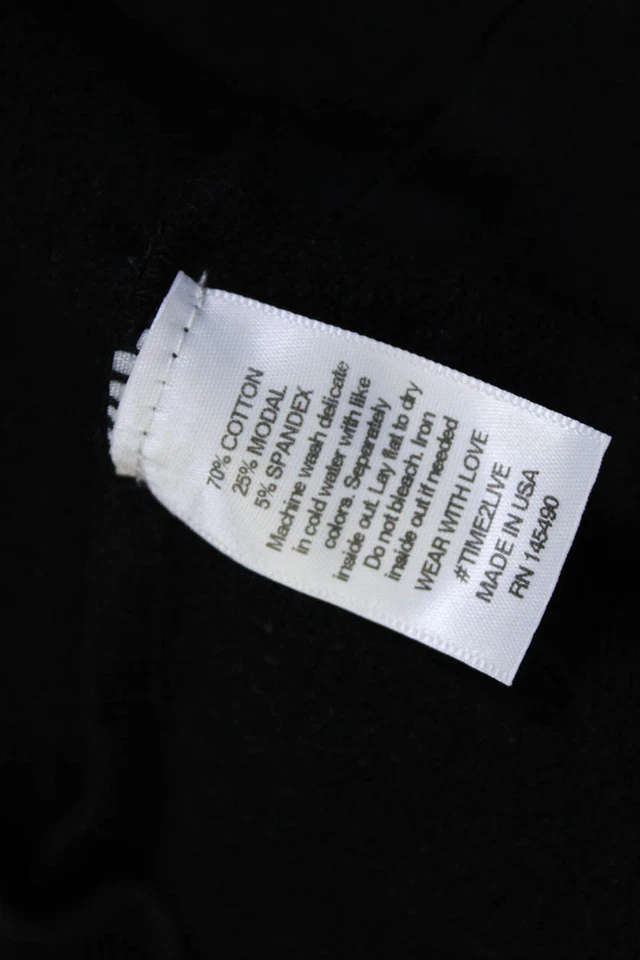 70% COTTON
25% MODAL
5% SPANDEX
Machine wash delicate
in cold water with like
colors. Separately
inside out. Lay flat to dry
Do not bleach. Iron
inside out if needed
WEAR WITH LOVE
#TIME2LIVE
MADE IN USA
RN 145490